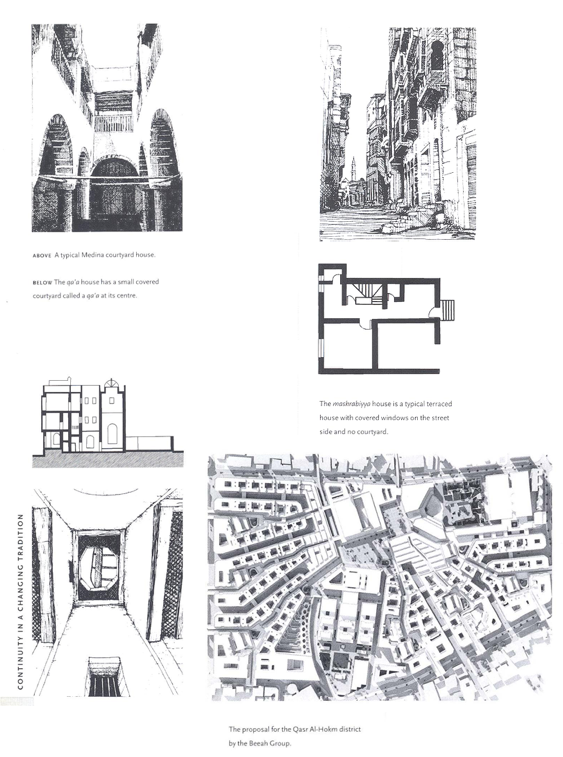 ABOVE A typical Medina courtyard house.
BELOW The qa'a house has a small covered
courtyard called a qa'a at its centre.
The mashrabiyya house is a typical terraced
house with covered windows on the street
side and no courtyard.
CONTINUITY IN A CHANGING TRADITION
The proposal for the Qasr Al-Hokm district
by the Beeah Group.